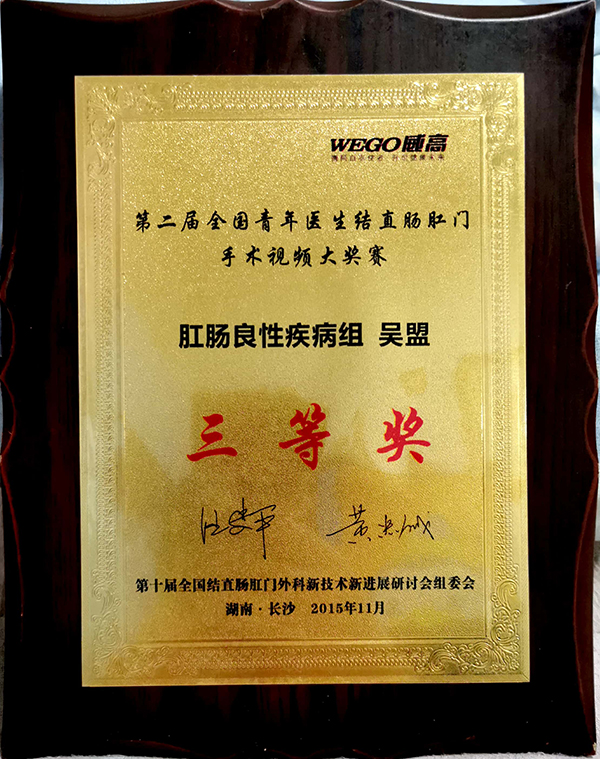 WEGO威高
第二届全国青年医生结直肠肛门
手术视频大奖赛
肛肠良性疾病组 吴盟
三等奖
第十届全国结直肠肛门外科新技术新进展研讨会组委会
湖南·长沙 2015年11月